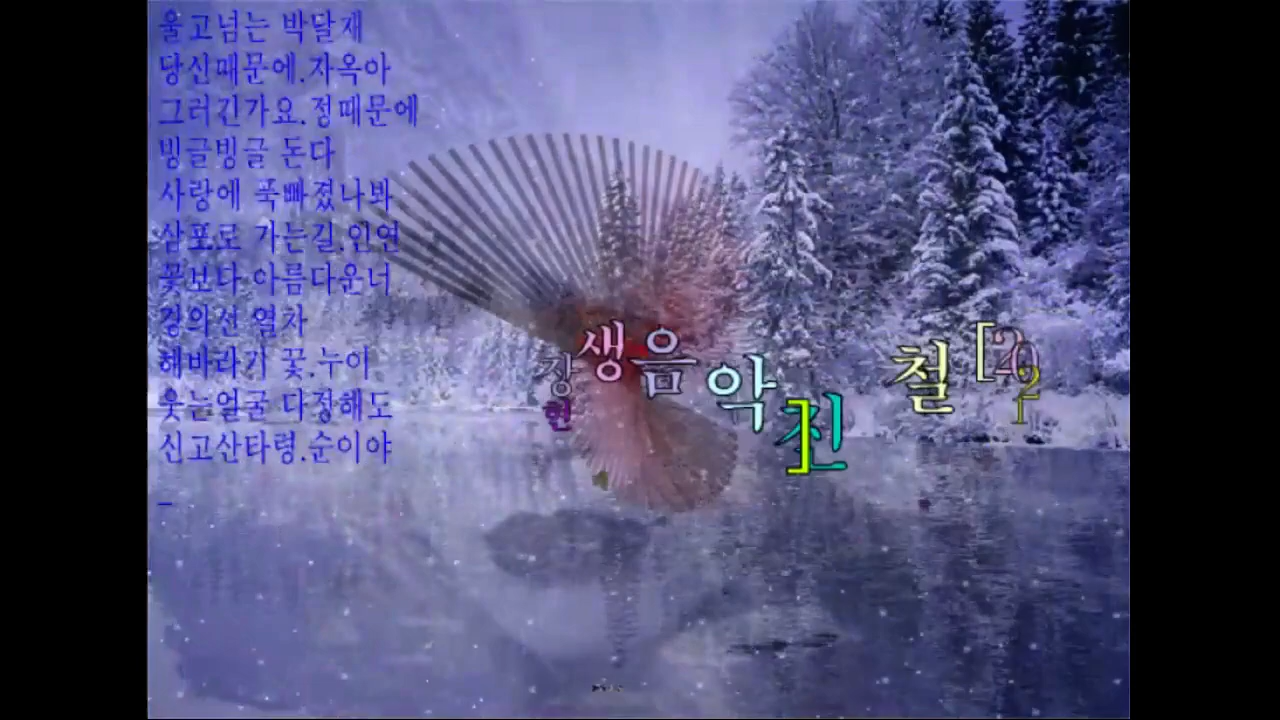 울고넘는 박달재
당신때문에.자옥아
그러긴가요.정때문에
빙글빙글 돈다
사랑에 푹빠졌나봐
삼포로 가는길.인연
꽃보다 아름다운너
경의선 열차
해바라기 꽃.누이
웃는얼굴 다정해도
신고산타령.순이야
생음악
장
현
철